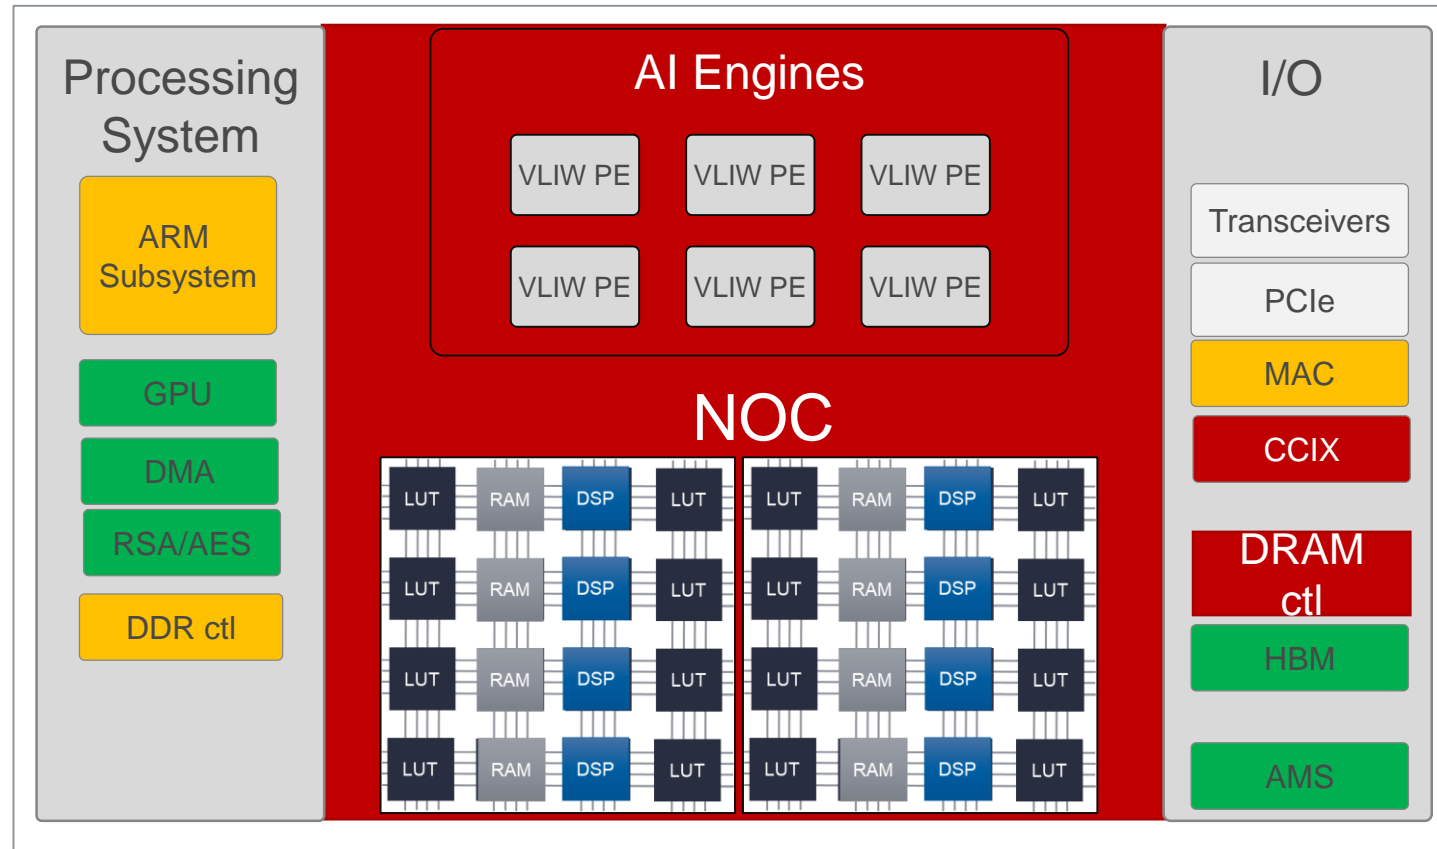 Processing
System
ARM
Subsystem
GPU
DMA
RSA/AES
DDR ctl
AI Engines
VLIW PE VLIW PE VLIW PE
VLIW PE VLIW PE VLIW PE
NOC
LUT RAM DSP LUT LUT RAM DSP LUT
LUT RAM DSP LUT LUT RAM DSP LUT
LUT RAM DSP LUT LUT RAM DSP LUT
LUT RAM DSP LUT LUT RAM DSP LUT
I/O
Transceivers
PCIe
MAC
CCIX
DRAM
ctl
HBM
AMS